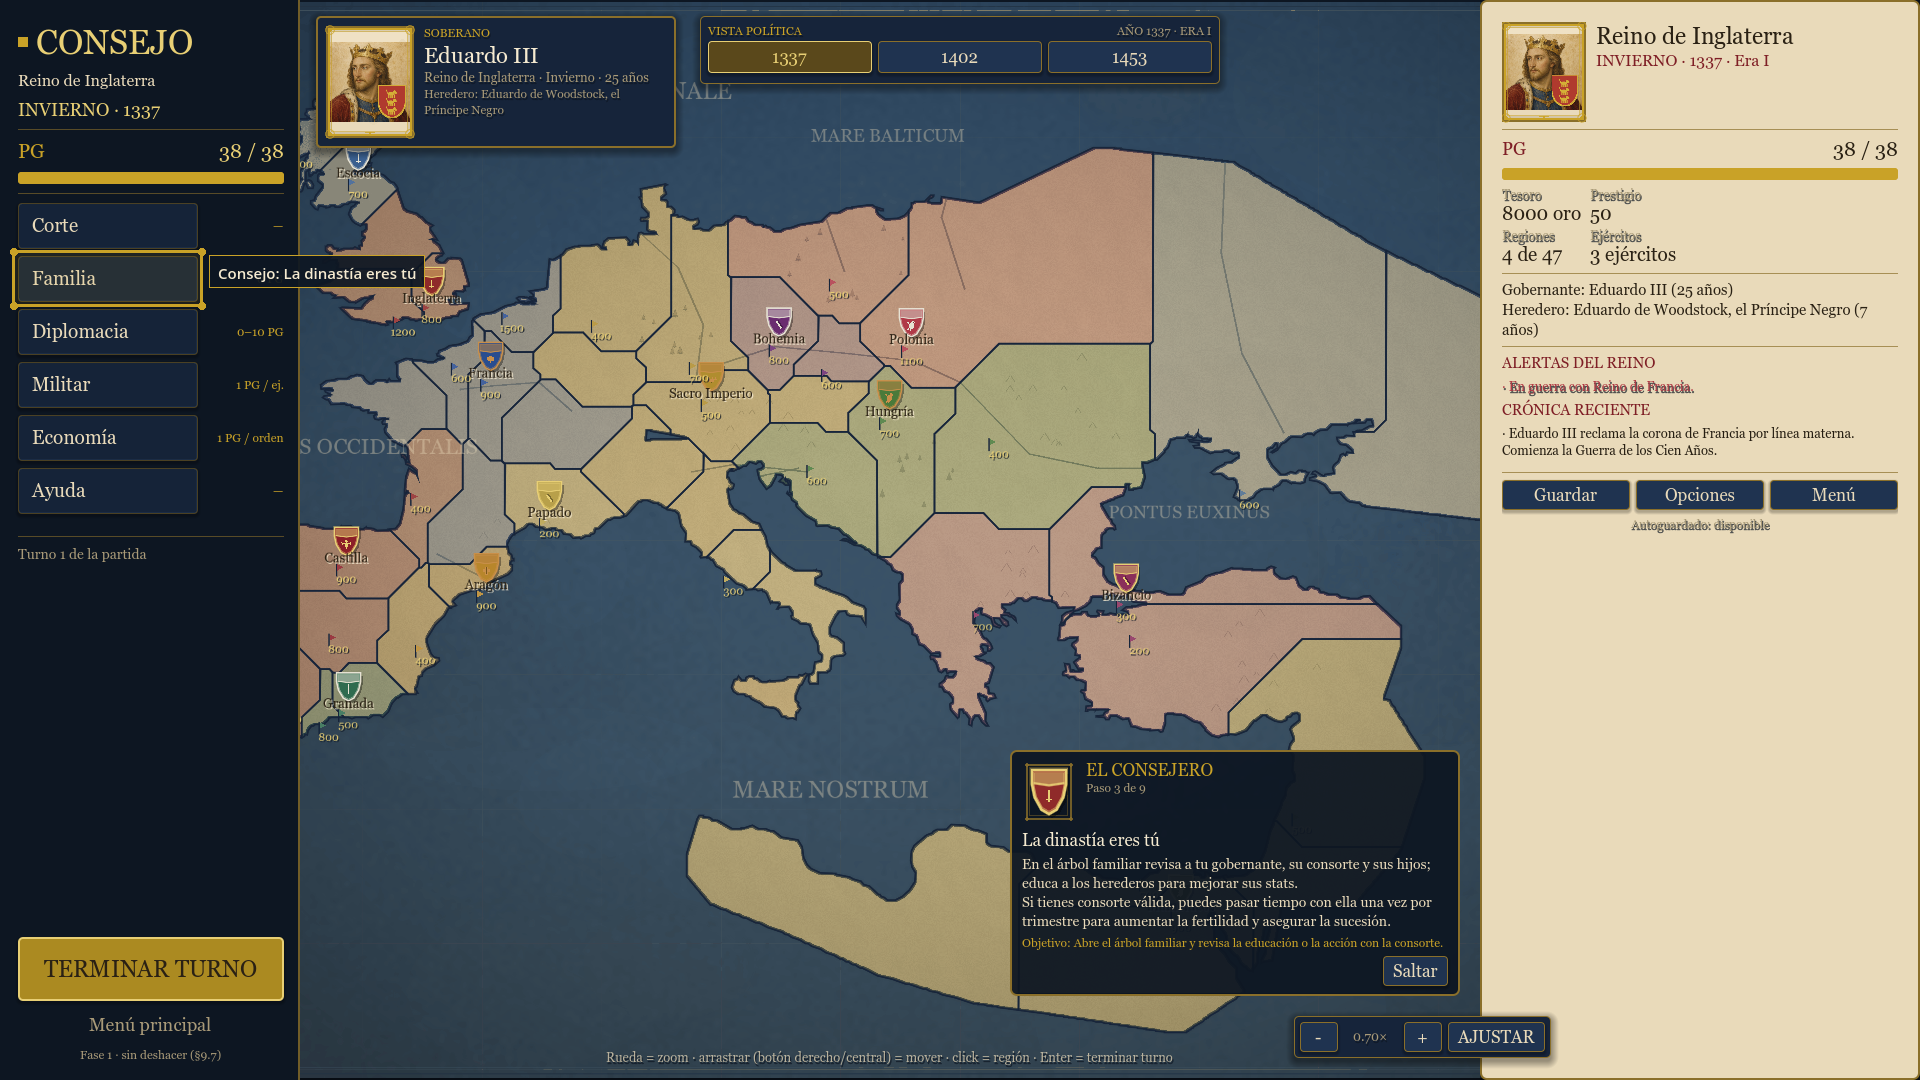 CONSEJO
Reino de Inglaterra
INVIERNO · 1337
PG 38 / 38
Corte –
Familia
Consejo: La dinastía eres tú
Diplomacia 0–10 PG
Militar 1 PG / ej.
Economía 1 PG / orden
Ayuda –
Turno 1 de la partida
TERMINAR TURNO
Menú principal
Fase 1 · sin deshacer (§9.7)
SOBERANO
Eduardo III
Reino de Inglaterra · Invierno · 25 años
Heredero: Eduardo de Woodstock, el
Príncipe Negro
VISTA POLÍTICA AÑO 1337 · ERA I
1337 1402 1453
NALE
MARE BALTICUM
Escocia
700
Inglaterra
800
1200
1500
400
500
Bohemia
800
Polonia
1100
Francia
600
900
700
Sacro Imperio
500
600
Hungría
700
400
S OCCIDENTALIS
600
400
Papado
200
PONTUS EUXINUS
600
Castilla
900
Aragón
900
300
Bizancio
300
700
200
800
400
Granada
500
800
MARE NOSTRUM
EL CONSEJERO
Paso 3 de 9
La dinastía eres tú
En el árbol familiar revisa a tu gobernante, su consorte y sus hijos;
educa a los herederos para mejorar sus stats.
Si tienes consorte válida, puedes pasar tiempo con ella una vez por
trimestre para aumentar la fertilidad y asegurar la sucesión.
Objetivo: Abre el árbol familiar y revisa la educación o la acción con la consorte.
Saltar
- 0.70× + AJUSTAR
Rueda = zoom · arrastrar (botón derecho/central) = mover · click = región · Enter = terminar turno
Reino de Inglaterra
INVIERNO · 1337 · Era I
PG 38 / 38
Tesoro Prestigio
8000 oro 50
Regiones Ejércitos
4 de 47 3 ejércitos
Gobernante: Eduardo III (25 años)
Heredero: Eduardo de Woodstock, el Príncipe Negro (7
años)
ALERTAS DEL REINO
· En guerra con Reino de Francia.
CRÓNICA RECIENTE
· Eduardo III reclama la corona de Francia por línea materna.
Comienza la Guerra de los Cien Años.
Guardar Opciones Menú
Autoguardado: disponible